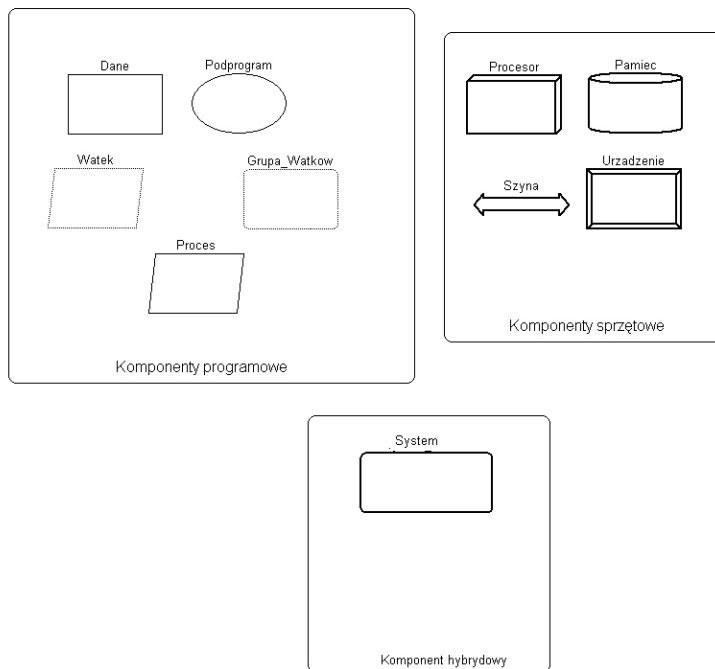 Dane
Podprogram
Watek
Grupa_Watkow
Proces
Komponenty programowe
Procesor
Pamiec
Szyna
Urzadzenie
Komponenty sprzętowe
System
Komponent hybrydowy